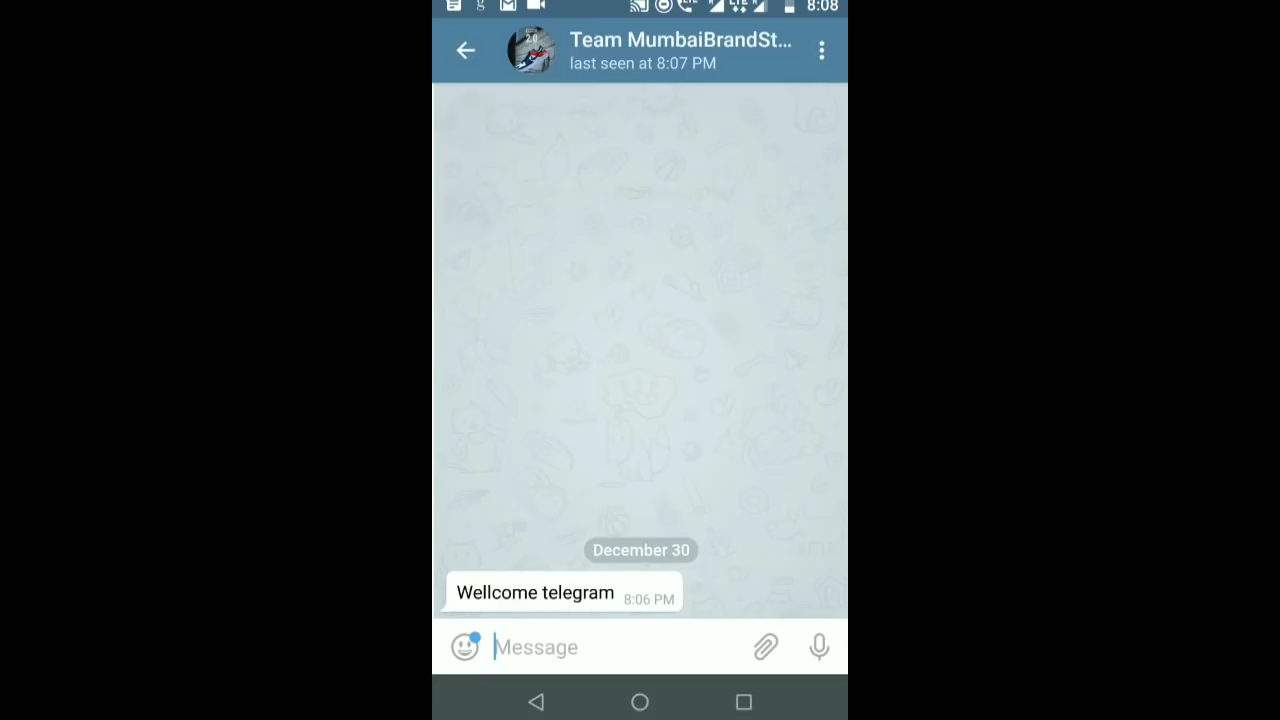 8:08
Team MumbaiBrandSt...
last seen at 8:07 PM
December 30
Wellcome telegram 8:06 PM
Message